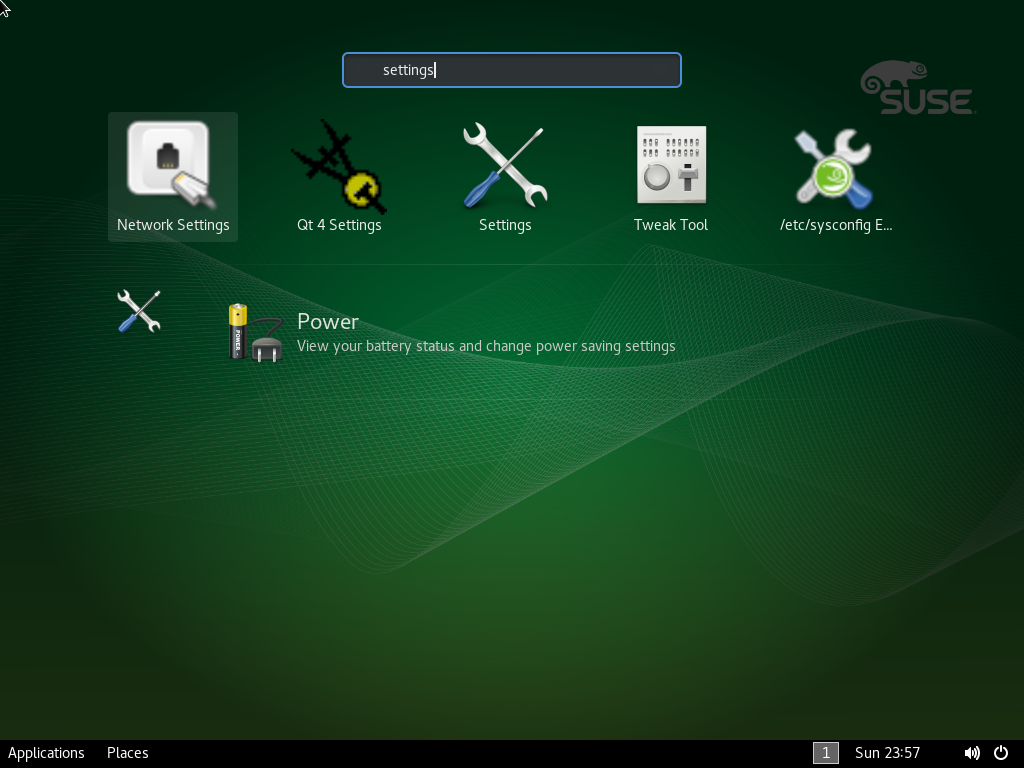 settings
SUSE
Network Settings
Qt 4 Settings
Settings
Tweak Tool
/etc/sysconfig E...
POWER
Power
View your battery status and change power saving settings
Applications
Places
1
Sun 23:57